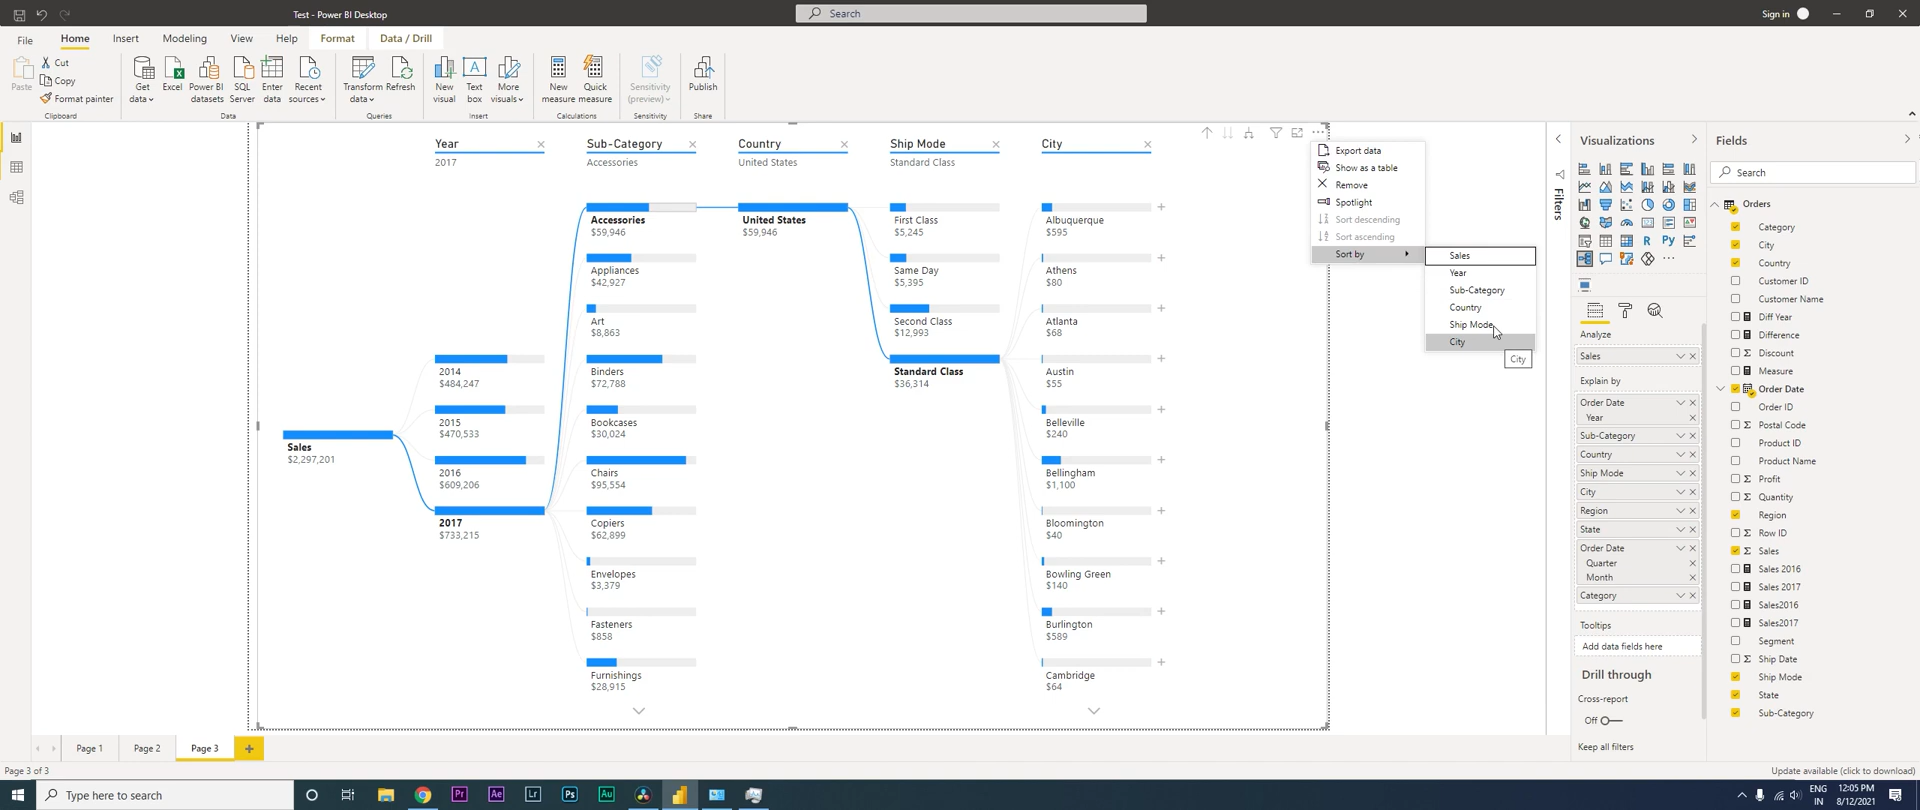 Test - Power BI Desktop
Search
Sign in
File
Home
Insert
Modeling
View
Help
Format
Data / Drill
Paste
Cut
Copy
Format painter
Clipboard
Get data
Excel
Power BI datasets
SQL Server
Enter data
Recent sources
Data
Transform data
Refresh
Queries
New visual
Text box
More visuals
Insert
New measure
Quick measure
Calculations
Sensitivity (preview)
Sensitivity
Publish
Share
Year
2017
Sub-Category
Accessories
Country
United States
Ship Mode
Standard Class
City
Sales
$2,297,201
2014
$484,247
2015
$470,533
2016
$609,206
2017
$733,215
Accessories
$59,946
Appliances
$42,927
Art
$8,863
Binders
$72,788
Bookcases
$30,024
Chairs
$95,554
Copiers
$62,899
Envelopes
$3,379
Fasteners
$858
Furnishings
$28,915
United States
$59,946
First Class
$5,245
Same Day
$5,395
Second Class
$12,993
Standard Class
$36,314
Albuquerque
$595
Athens
$80
Atlanta
$68
Austin
$55
Belleville
$240
Bellingham
$1,100
Bloomington
$40
Bowling Green
$140
Burlington
$589
Cambridge
$64
Export data
Show as a table
Remove
Spotlight
Sort descending
Sort ascending
Sort by
Sales
Year
Sub-Category
Country
Ship Mode
City
City
Filters
Visualizations
Analyze
Sales
Explain by
Order Date
Year
Sub-Category
Country
Ship Mode
City
Region
State
Order Date
Quarter
Month
Category
Tooltips
Add data fields here
Drill through
Cross-report
Off
Keep all filters
Fields
Search
Orders
Category
City
Country
Customer ID
Customer Name
Diff Year
Difference
Discount
Measure
Order Date
Order ID
Postal Code
Product ID
Product Name
Profit
Quantity
Region
Row ID
Sales
Sales 2016
Sales 2017
Sales2016
Sales2017
Segment
Ship Date
Ship Mode
State
Sub-Category
Page 1
Page 2
Page 3
Page 3 of 3
Update available (click to download)
Type here to search
Pr
Ae
Lr
Ps
Au
ENG
IN
12:05 PM
8/12/2021